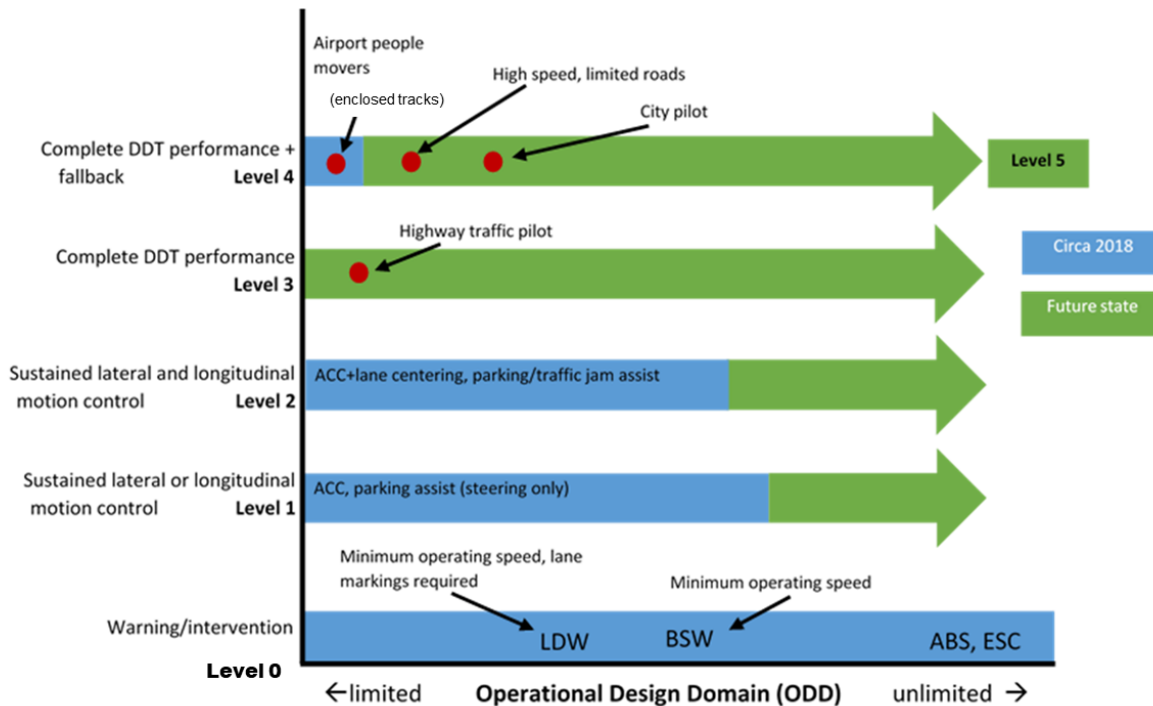 Airport people
movers
(enclosed tracks)
High speed, limited roads
City pilot
Complete DDT performance +
fallback Level 4
Level 5
Highway traffic pilot
Complete DDT performance
Level 3
Circa 2018
Future state
Sustained lateral and longitudinal
motion control Level 2
ACC+lane centering, parking/traffic jam assist
Sustained lateral or longitudinal
motion control Level 1
ACC, parking assist (steering only)
Minimum operating speed, lane
markings required
Minimum operating speed
Warning/intervention
LDW BSW ABS, ESC
Level 0
←limited Operational Design Domain (ODD) unlimited →